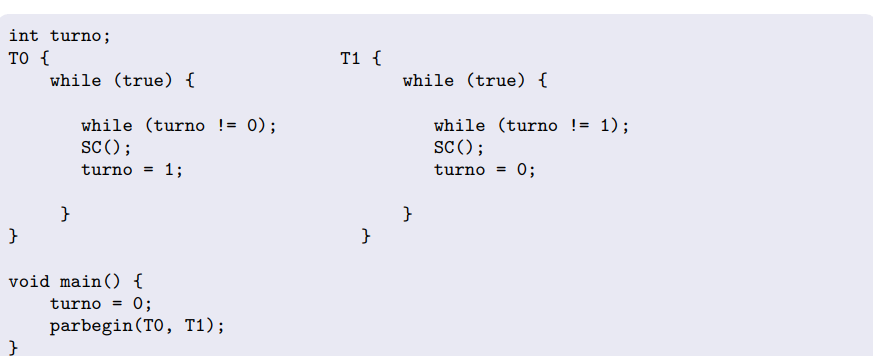 int turno;
T0 {                          T1 {
    while (true) {                  while (true) {
       while (turno != 0);             while (turno != 1);
       SC();                           SC();
       turno = 1;                      turno = 0;
     }                              }
}                               }
void main() {
    turno = 0;
    parbegin(T0, T1);
}